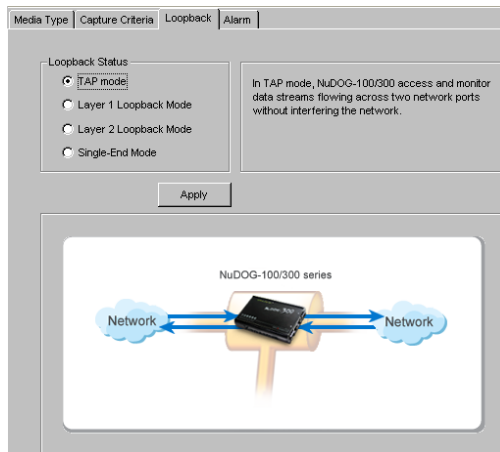 Media Type
Capture Criteria
Loopback
Alarm
Loopback Status
TAP mode
Layer 1 Loopback Mode
Layer 2 Loopback Mode
Single-End Mode
In TAP mode, NuDOG-100/300 access and monitor
data streams flowing across two network ports
without interfering the network.
Apply
NuDOG-100/300 series
Network
NuDOG 300
Network